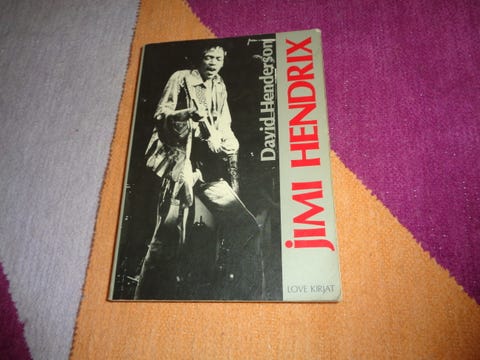 David Henderson
jIMI HENDRIX
LOVE KIRJAT